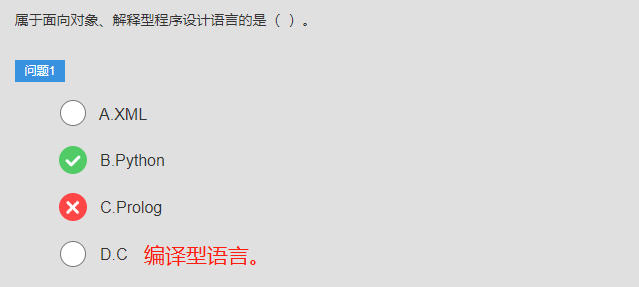 属于面向对象、解释型程序设计语言的是（ ）。
问题1
A.XML
B.Python
C.Prolog
D.C 编译型语言。